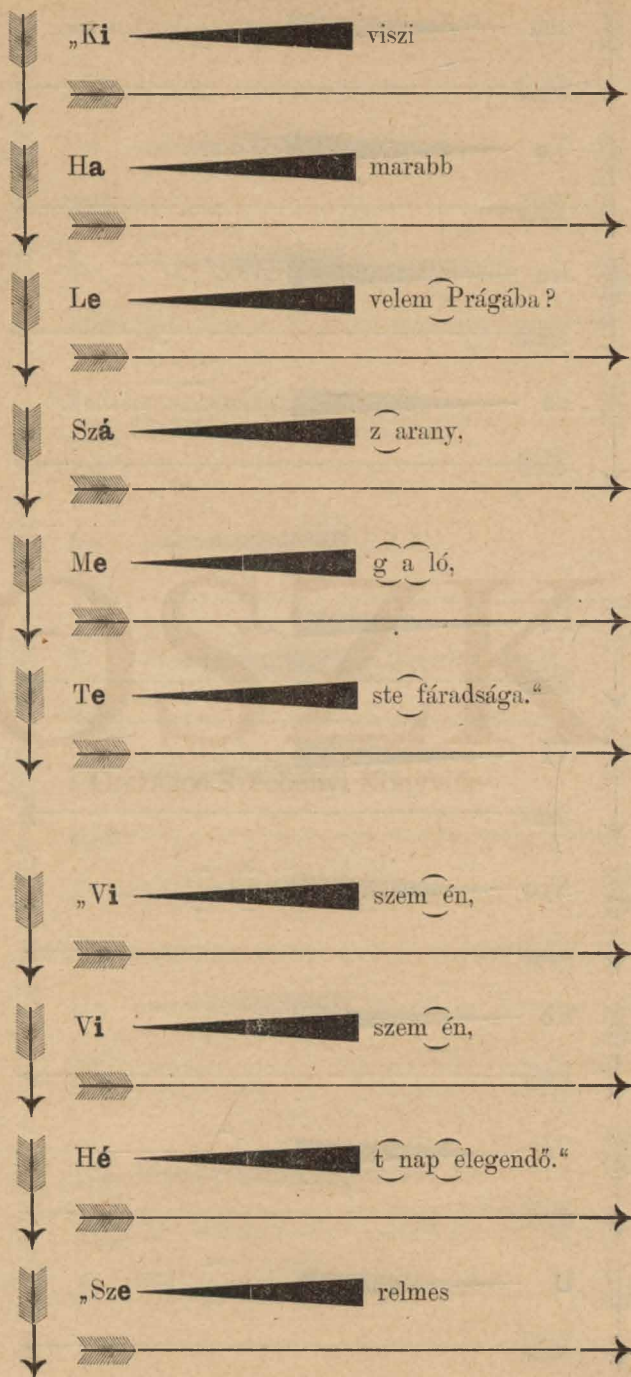 „Ki viszi
Ha marabb
Le velem Prágába?
Szá z arany,
Me g a ló,
Te ste fáradsága.“
„Vi szem én,
Vi szem én,
Hé t nap elegendő.“
„Sze relmes